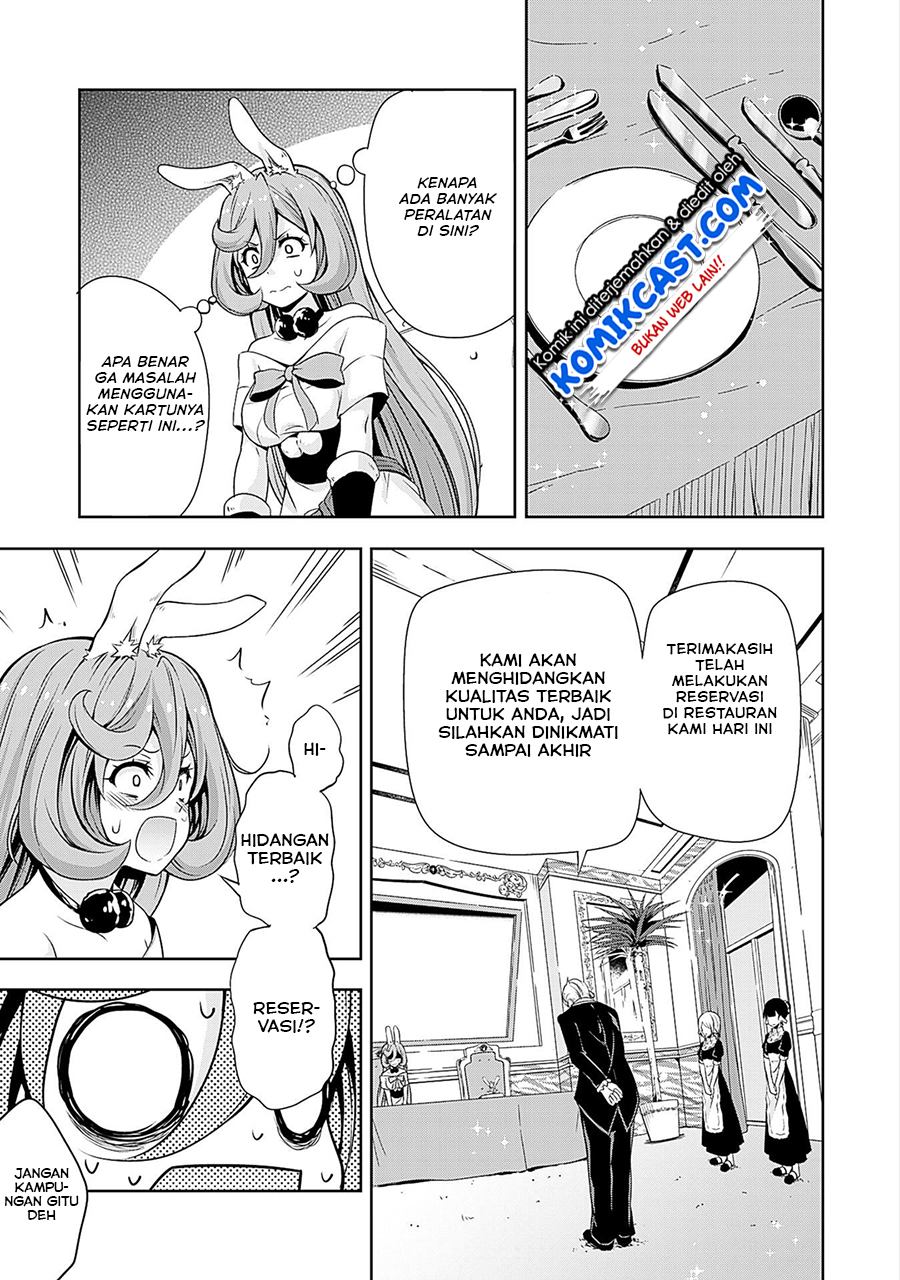 Komik ini diterjemahkan & diedit oleh
KOMIKCAST.COM
BUKAN WEB LAIN!!
KENAPA
ADA BANYAK
PERALATAN
DI SINI?
APA BENAR
GA MASALAH
MENGGUNA-
KAN KARTUNYA
SEPERTI INI...?
TERIMAKASIH
TELAH
MELAKUKAN
RESERVASI
DI RESTAURAN
KAMI HARI INI
KAMI AKAN
MENGHIDANGKAN
KUALITAS TERBAIK
UNTUK ANDA, JADI
SILAHKAN DINIKMATI
SAMPAI AKHIR
HI-
HIDANGAN
TERBAIK
...?
RESER-
VASI!?
JANGAN
KAMPU-
NGAN GITU
DEH